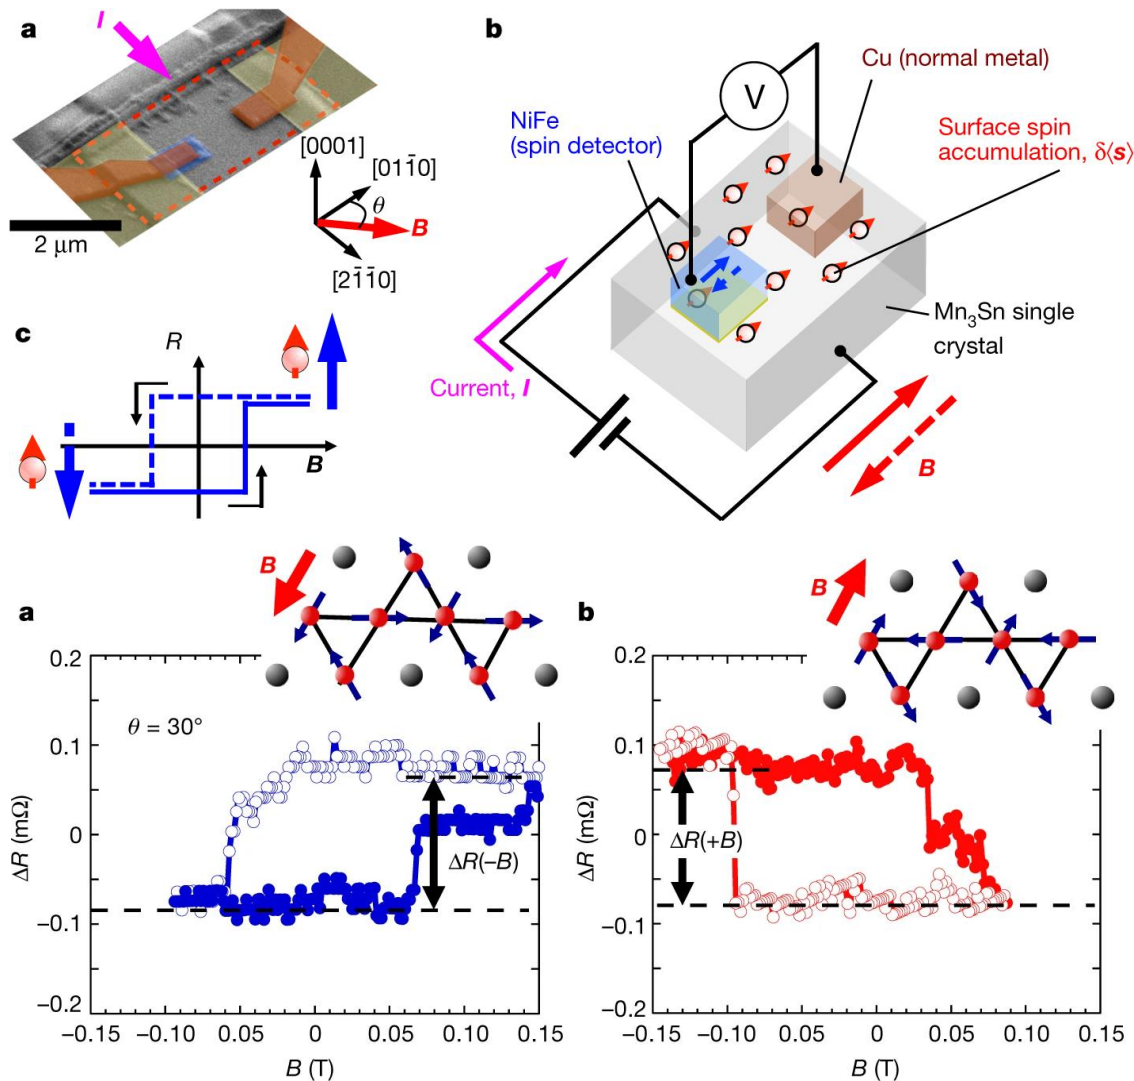 a
I
[0001]
[011̄0]
θ
B
[21̄1̄0]
2 μm
b
V
Cu (normal metal)
NiFe
(spin detector)
Surface spin
accumulation, δ⟨s⟩
Mn₃Sn single
crystal
Current, I
B
c
R
B
a
B
θ = 30°
ΔR(−B)
ΔR (mΩ)
0.2
0.1
0
−0.1
−0.2
−0.15
−0.10
−0.05
0
0.05
0.10
0.15
B (T)
b
B
ΔR(+B)
ΔR (mΩ)
0.2
0.1
0
−0.1
−0.2
−0.15
−0.10
−0.05
0
0.05
0.10
0.15
B (T)